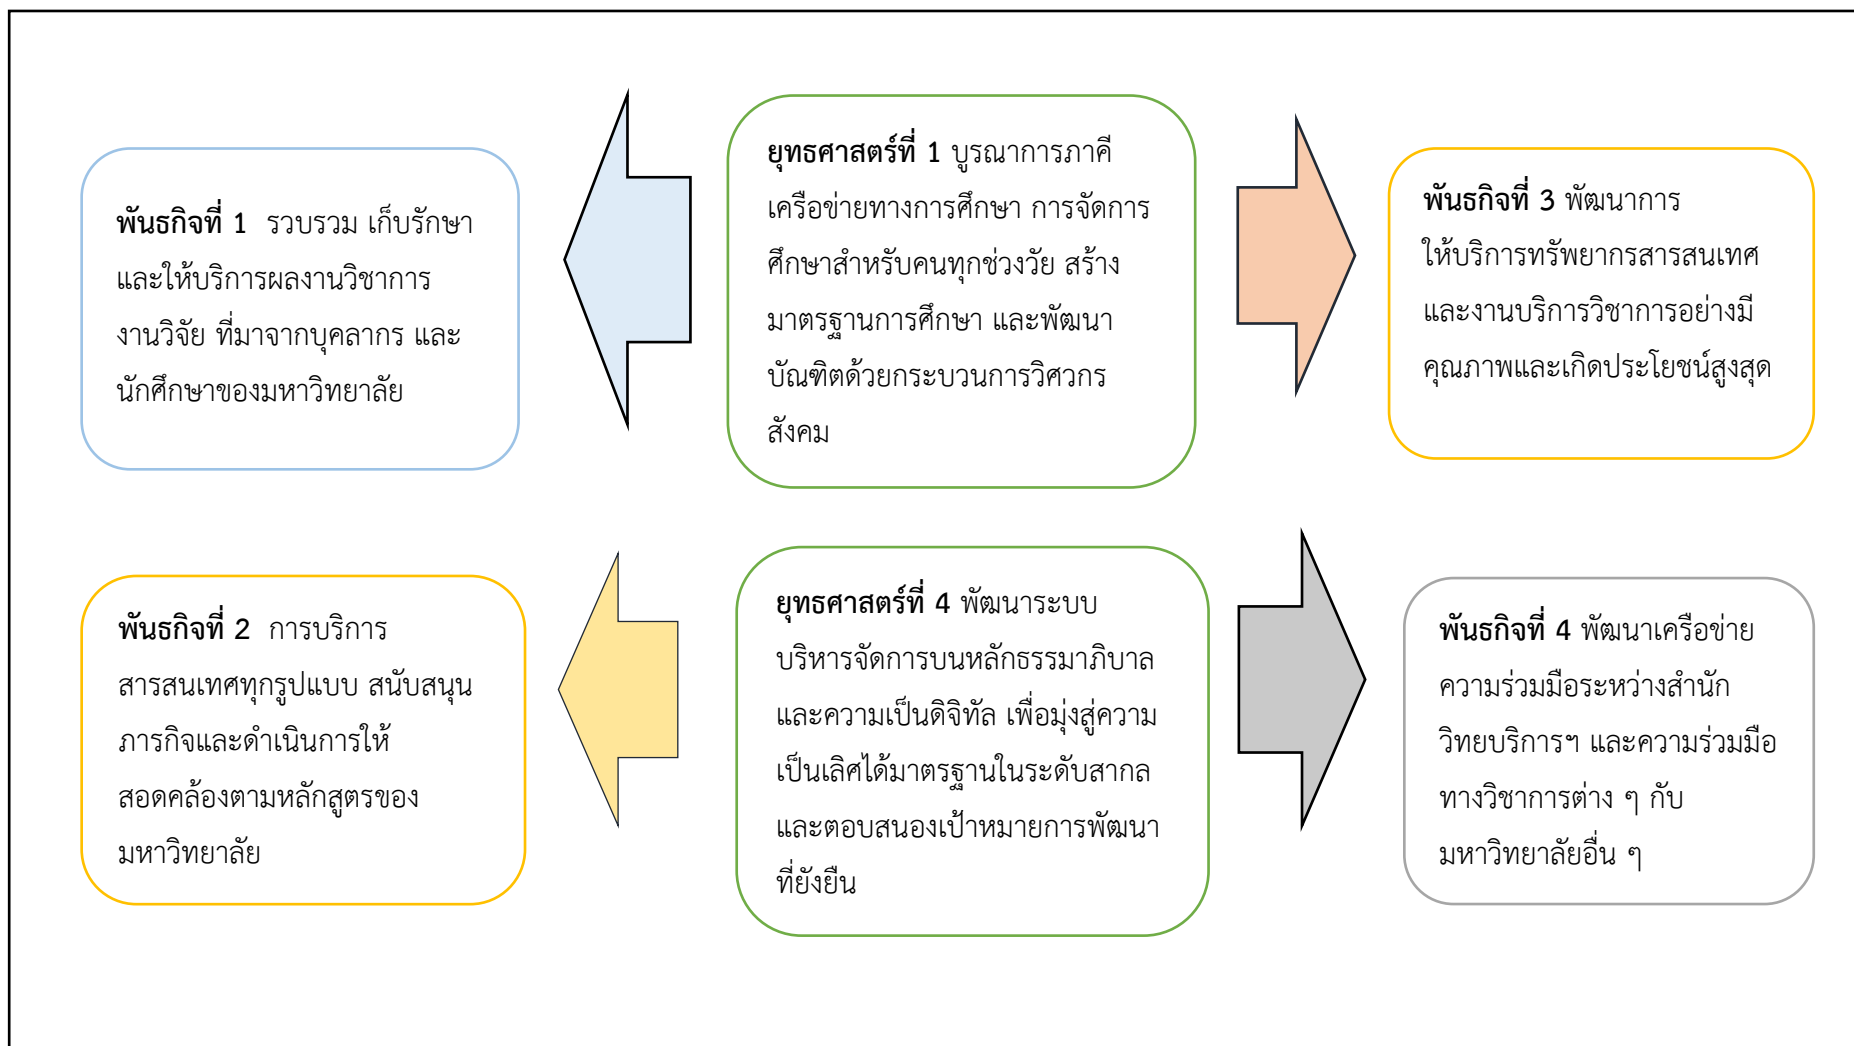 พันธกิจที่ 1 รวบรวม เก็บรักษา
และให้บริการผลงานวิชาการ
งานวิจัย ที่มาจากบุคลากร และ
นักศึกษาของมหาวิทยาลัย
ยุทธศาสตร์ที่ 1 บูรณาการภาคี
เครือข่ายทางการศึกษา การจัดการ
ศึกษาสำหรับคนทุกช่วงวัย สร้าง
มาตรฐานการศึกษา และพัฒนา
บัณฑิตด้วยกระบวนการวิศวกร
สังคม
พันธกิจที่ 3 พัฒนาการ
ให้บริการทรัพยากรสารสนเทศ
และงานบริการวิชาการอย่างมี
คุณภาพและเกิดประโยชน์สูงสุด
พันธกิจที่ 2 การบริการ
สารสนเทศทุกรูปแบบ สนับสนุน
ภารกิจและดำเนินการให้
สอดคล้องตามหลักสูตรของ
มหาวิทยาลัย
ยุทธศาสตร์ที่ 4 พัฒนาระบบ
บริหารจัดการบนหลักธรรมาภิบาล
และความเป็นดิจิทัล เพื่อมุ่งสู่ความ
เป็นเลิศได้มาตรฐานในระดับสากล
และตอบสนองเป้าหมายการพัฒนา
ที่ยังยืน
พันธกิจที่ 4 พัฒนาเครือข่าย
ความร่วมมือระหว่างสำนัก
วิทยบริการฯ และความร่วมมือ
ทางวิชาการต่าง ๆ กับ
มหาวิทยาลัยอื่น ๆ